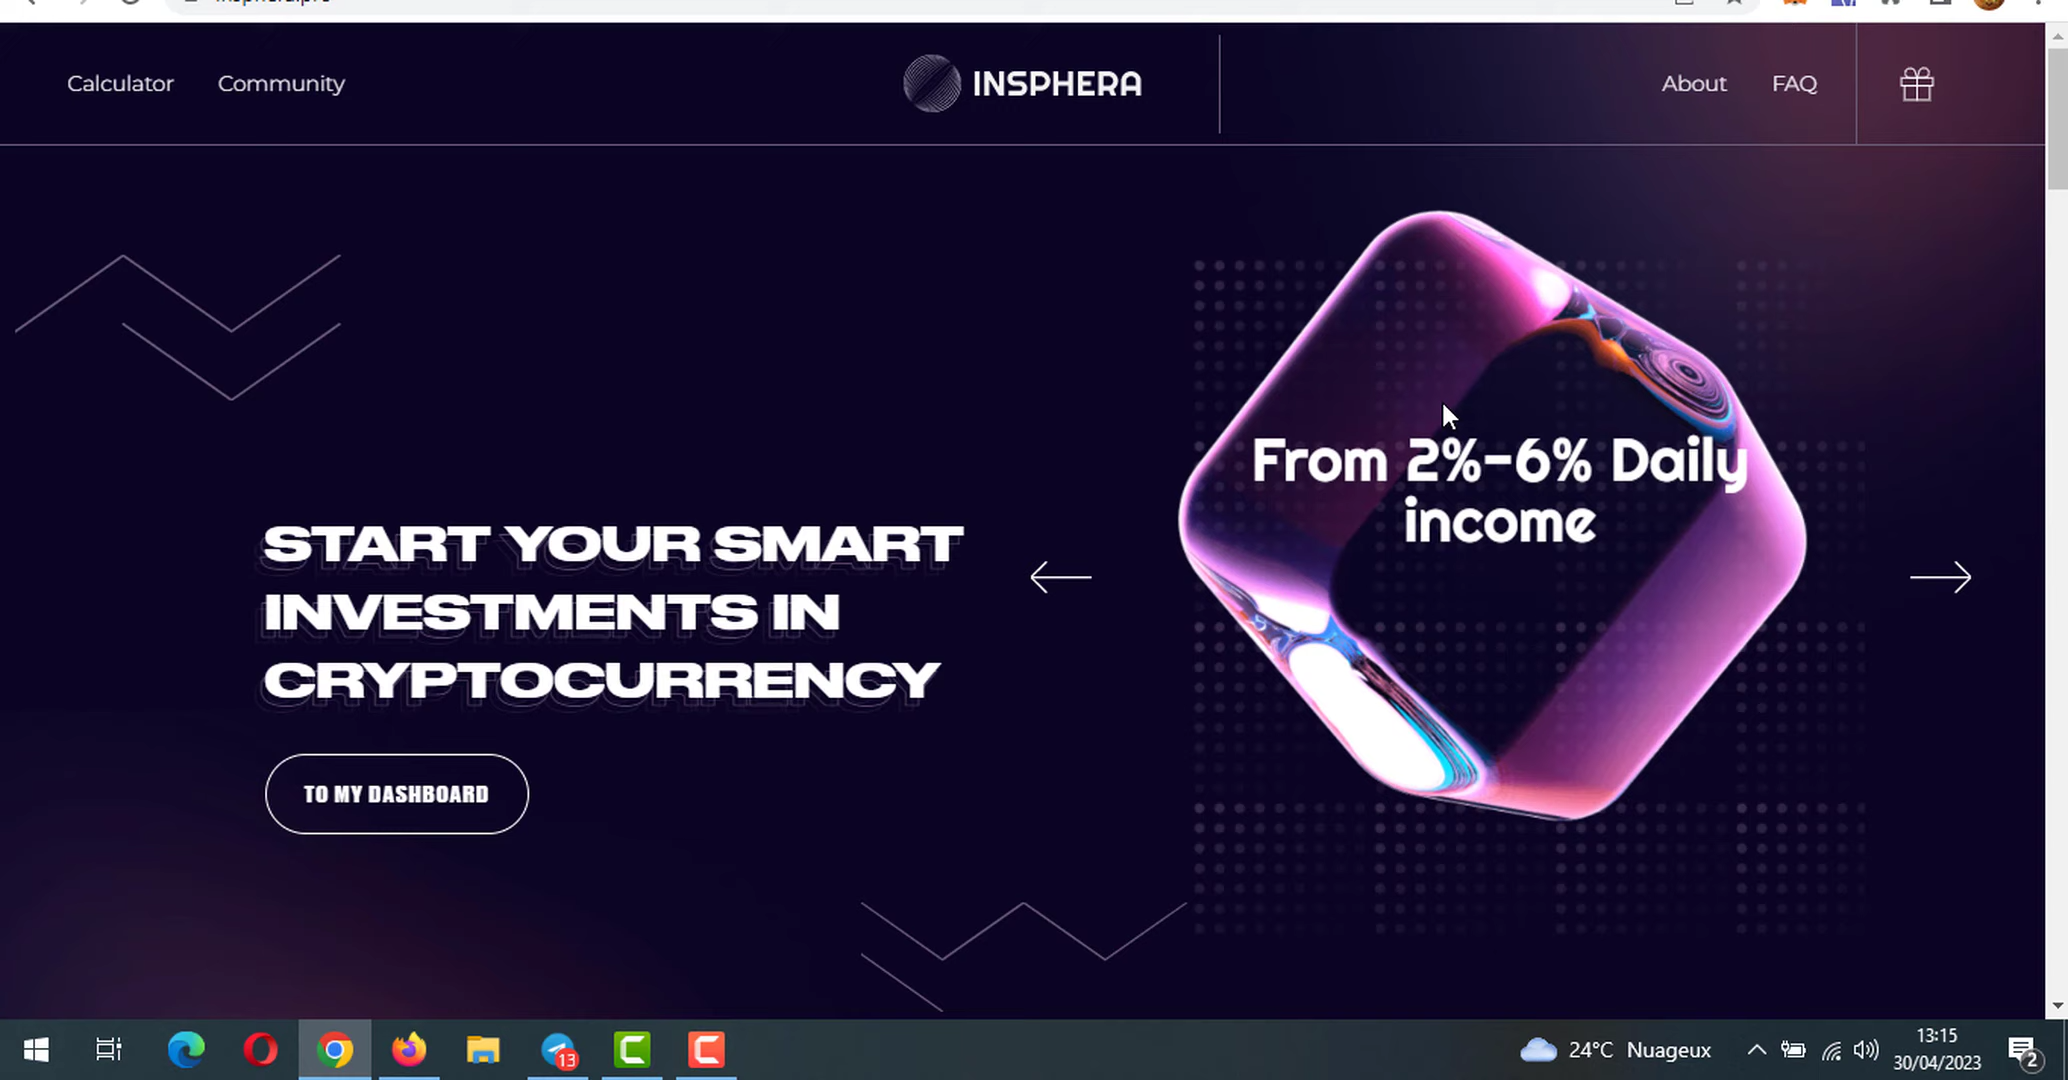 Calculator
Community
INSPHERA
About
FAQ
From 2%-6% Daily
income
START YOUR SMART
INVESTMENTS IN
CRYPTOCURRENCY
TO MY DASHBOARD
13
24°C Nuageux
13:15
30/04/2023
2